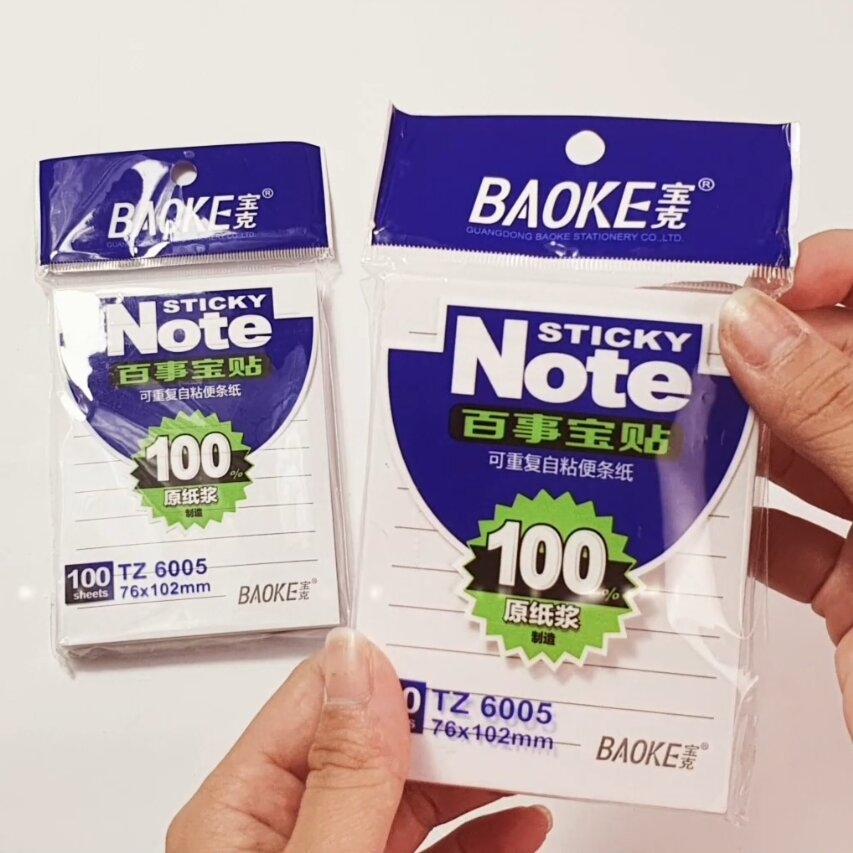 BAOKE宝克®
GUANGDONG BAOKE STATIONERY CO.,LTD.
STICKY
Note
百事宝贴
可重复自粘便条纸
100%
原纸浆
制造
100
sheets
TZ 6005
76x102mm
BAOKE宝克®
BAOKE宝克®
GUANGDONG BAOKE STATIONERY CO.,LTD.
STICKY
Note
百事宝贴
可重复自粘便条纸
100%
原纸浆
制造
0
s
TZ 6005
76x102mm
BAOKE宝克®